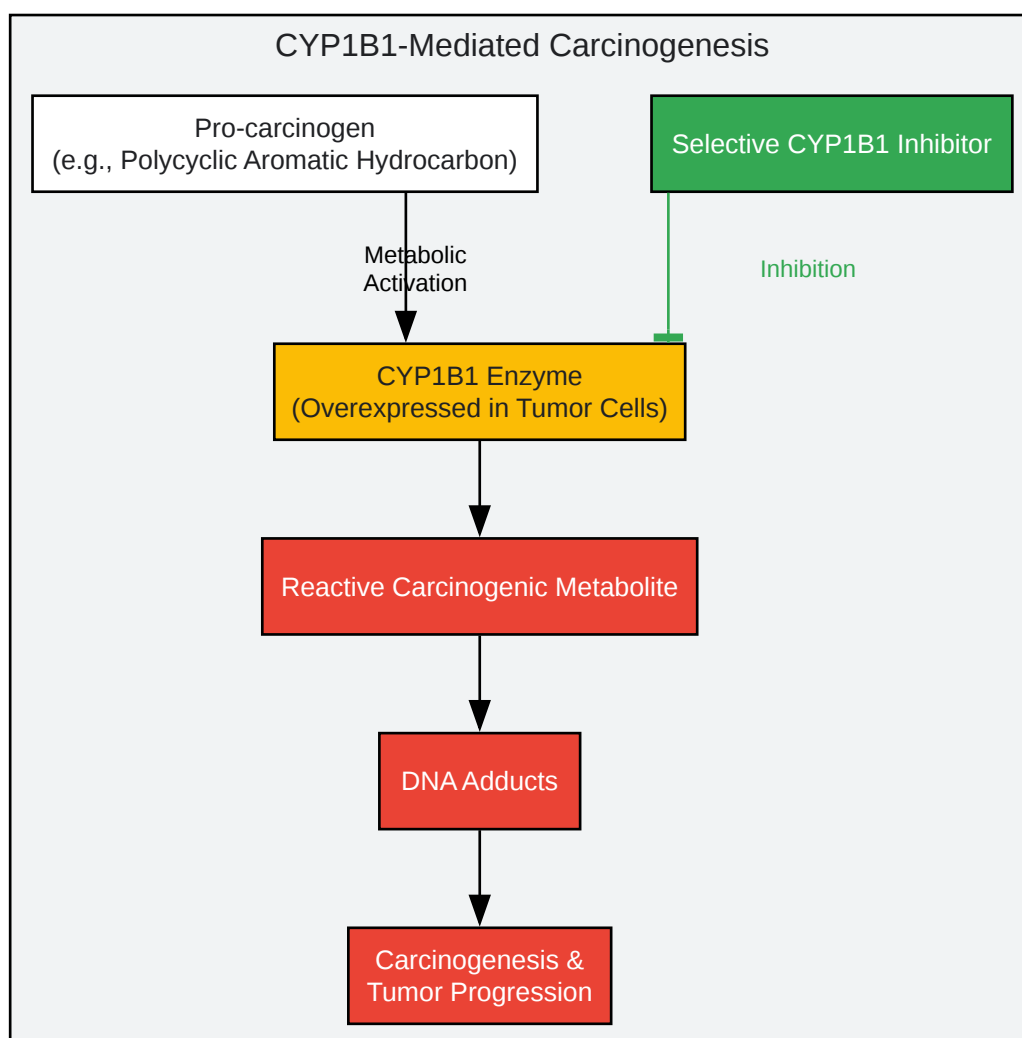 CYP1B1-Mediated Carcinogenesis
Pro-carcinogen
(e.g., Polycyclic Aromatic Hydrocarbon)
Selective CYP1B1 Inhibitor
Metabolic
Activation
Inhibition
CYP1B1 Enzyme
(Overexpressed in Tumor Cells)
Reactive Carcinogenic Metabolite
DNA Adducts
Carcinogenesis &
Tumor Progression